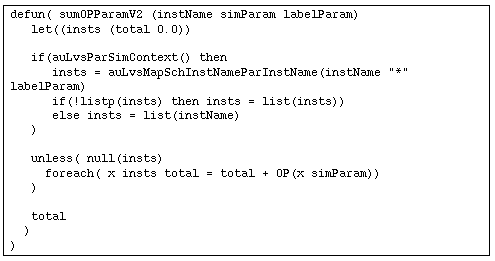 defun( sumOPParamV2 (instName simParam labelParam)
let((insts (total 0.0))
if(auLvsParSimContext() then
insts = auLvsMapSchInstNameParInstName(instName "*"
labelParam)
if(!listp(insts) then insts = list(insts))
else insts = list(instName)
)
unless( null(insts)
foreach( x insts total = total + OP(x simParam))
)
total
)
)